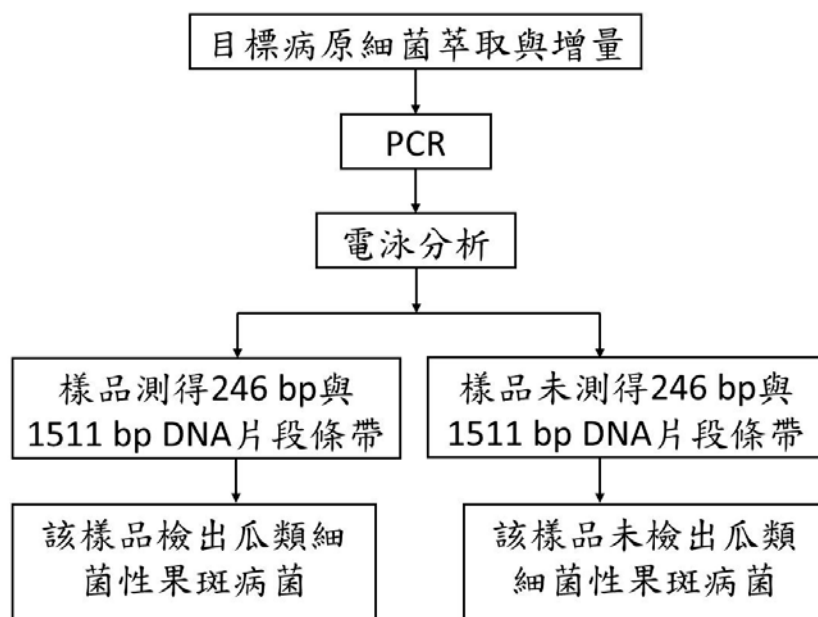 目標病原細菌萃取與增量
PCR
電泳分析
樣品測得246 bp與
1511 bp DNA片段條帶
樣品未測得246 bp與
1511 bp DNA片段條帶
該樣品檢出瓜類細
菌性果斑病菌
該樣品未檢出瓜類
細菌性果斑病菌